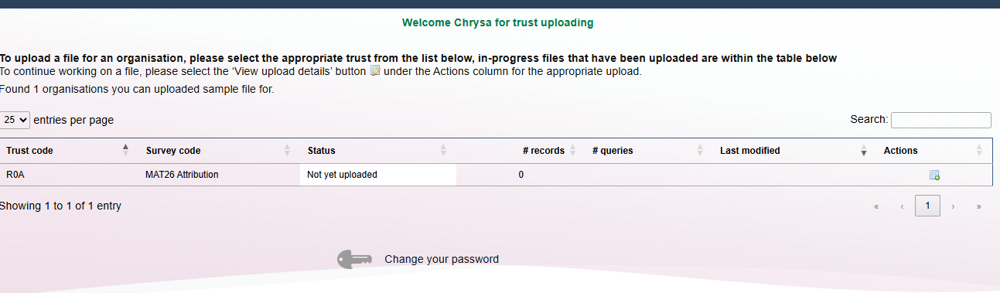 Welcome Chrysa for trust uploading
To upload a file for an organisation, please select the appropriate trust from the list below, in-progress files that have been uploaded are within the table below
To continue working on a file, please select the 'View upload details' button under the Actions column for the appropriate upload.
Found 1 organisations you can uploaded sample file for.
25 entries per page
Search:
Trust code Survey code Status # records # queries Last modified Actions
R0A MAT26 Attribution Not yet uploaded 0
Showing 1 to 1 of 1 entry
« ‹ 1 › »
Change your password